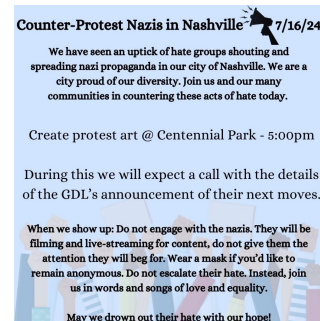 Counter-Protest Nazis in Nashville 7/16/24
We have seen an uptick of hate groups shouting and
spreading nazi propaganda in our city of Nashville. We are a
city proud of our diversity. Join us and our many
communities in countering these acts of hate today.
Create protest art @ Centennial Park - 5:00pm
During this we will expect a call with the details
of the GDL's announcement of their next moves.
When we show up: Do not engage with the nazis. They will be
filming and live-streaming for content, do not give them the
attention they will beg for. Wear a mask if you'd like to
remain anonymous. Do not escalate their hate. Instead, join
us in words and songs of love and equality.
May we drown out their hate with our hope!